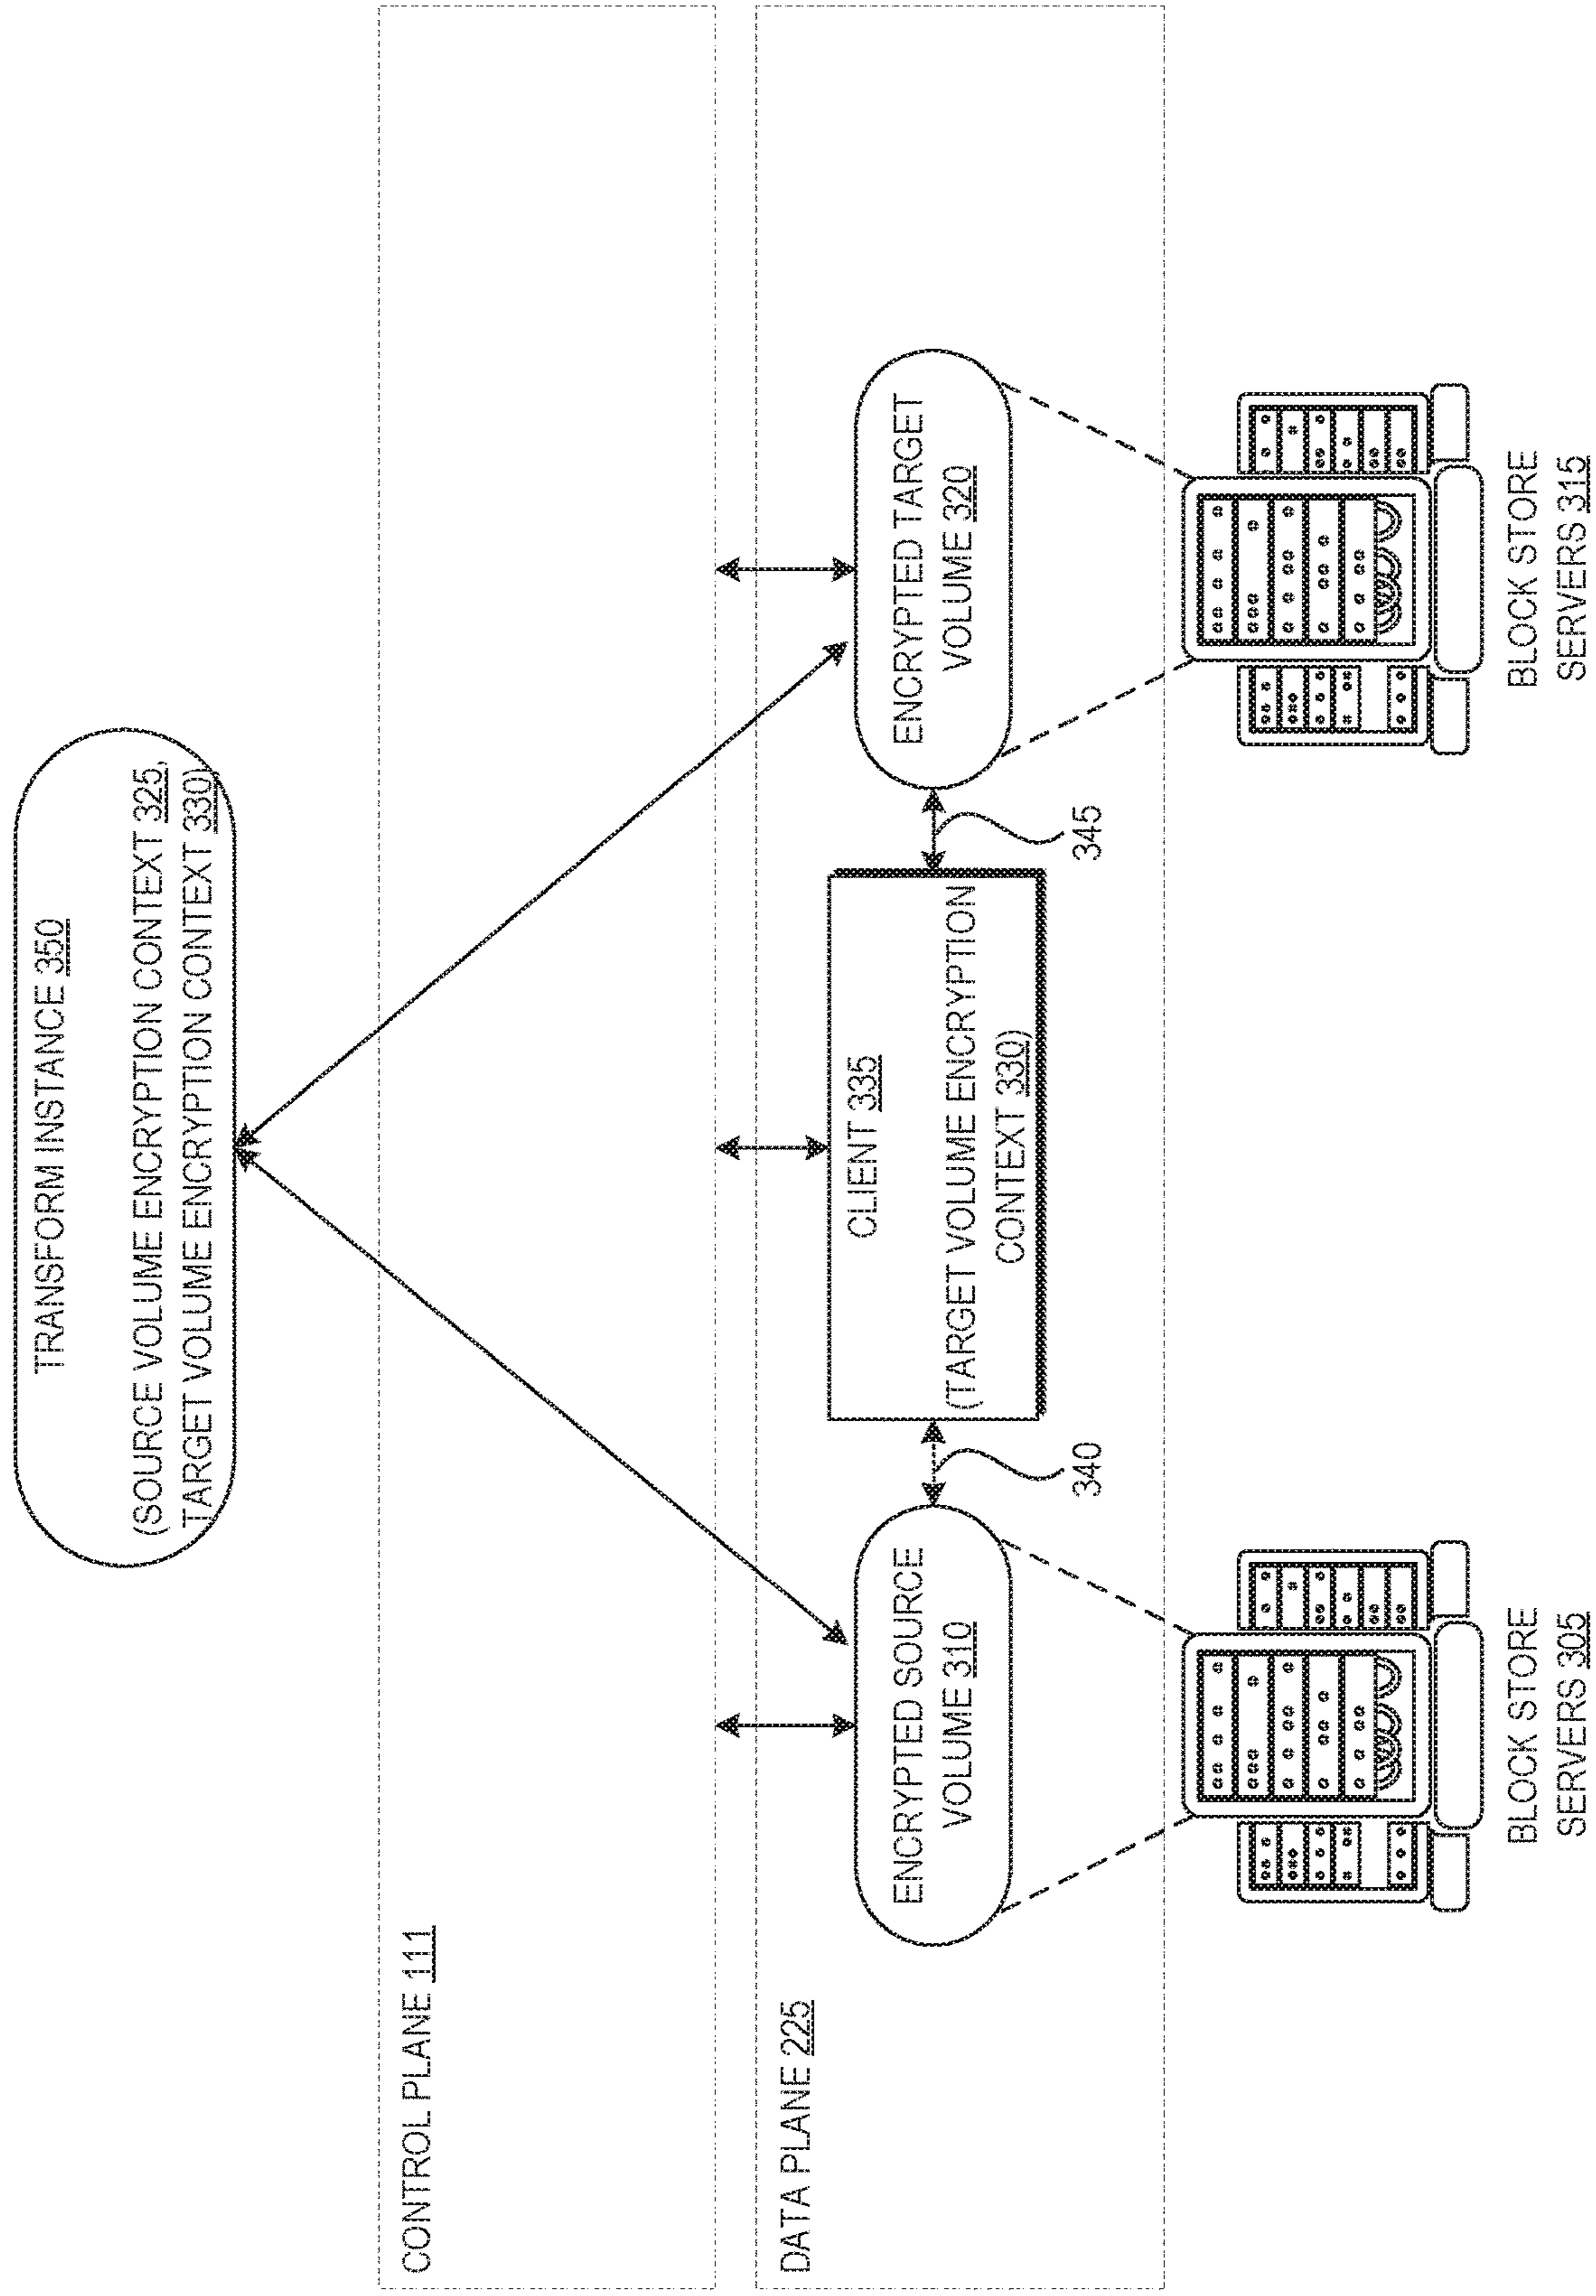 TRANSFORM INSTANCE 350
(SOURCE VOLUME ENCRYPTION CONTEXT 325,
TARGET VOLUME ENCRYPTION CONTEXT 330)
CONTROL PLANE 111
DATA PLANE 225
ENCRYPTED SOURCE
VOLUME 310
340
CLIENT 335
(TARGET VOLUME ENCRYPTION
CONTEXT 330)
345
ENCRYPTED TARGET
VOLUME 320
BLOCK STORE
SERVERS 305
BLOCK STORE
SERVERS 315